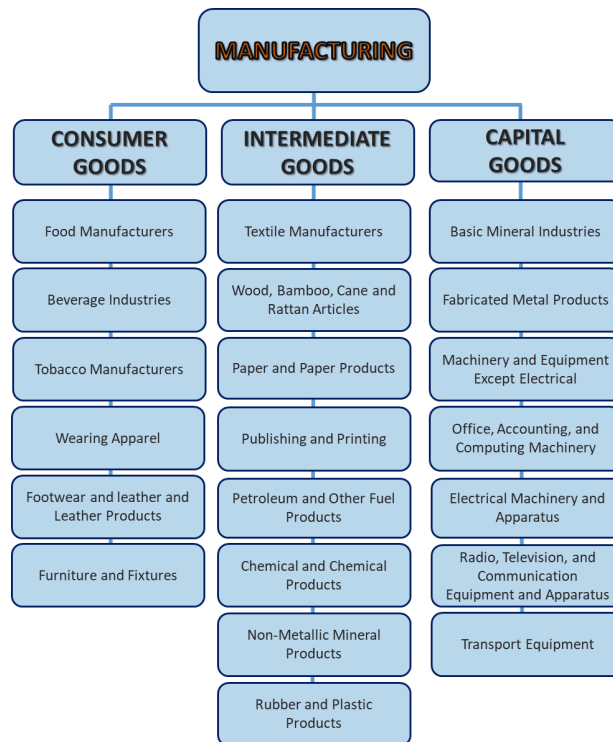 MANUFACTURING
CONSUMER
GOODS
Food Manufacturers
Beverage Industries
Tobacco Manufacturers
Wearing Apparel
Footwear and leather and
Leather Products
Furniture and Fixtures
INTERMEDIATE
GOODS
Textile Manufacturers
Wood, Bamboo, Cane and
Rattan Articles
Paper and Paper Products
Publishing and Printing
Petroleum and Other Fuel
Products
Chemical and Chemical
Products
Non-Metallic Mineral
Products
Rubber and Plastic
Products
CAPITAL
GOODS
Basic Mineral Industries
Fabricated Metal Products
Machinery and Equipment
Except Electrical
Office, Accounting, and
Computing Machinery
Electrical Machinery and
Apparatus
Radio, Television, and
Communication
Equipment and Apparatus
Transport Equipment